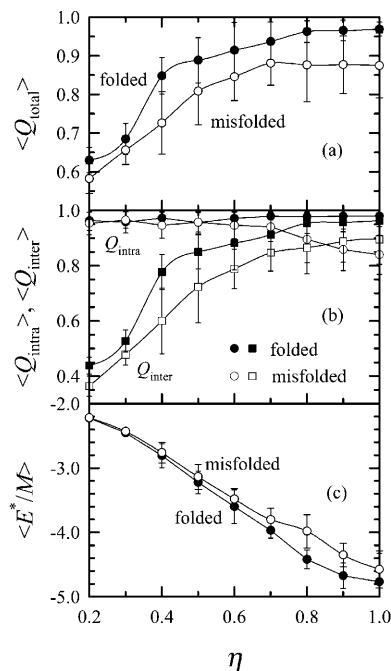 1.0
0.9
0.8
0.7
0.6
<Q_total>
folded
misfolded
(a)
1.0
0.8
0.6
0.4
<Q_intra>, <Q_inter>
Q_intra
(b)
folded
misfolded
Q_inter
-2.0
-3.0
-4.0
-5.0
<E*/M>
misfolded
folded
(c)
0.2 0.4 0.6 0.8 1.0
η